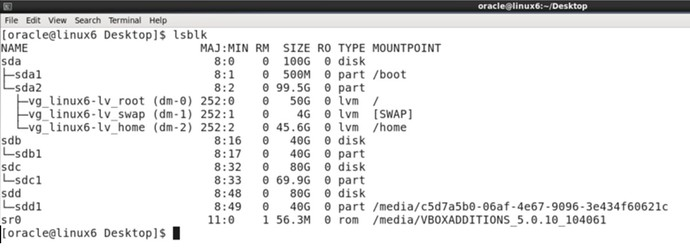 oracle@linux6:~/Desktop
File Edit View Search Terminal Help
[oracle@linux6 Desktop]$ lsblk
NAME MAJ:MIN RM SIZE RO TYPE MOUNTPOINT
sda 8:0 0 100G 0 disk
├─sda1 8:1 0 500M 0 part /boot
└─sda2 8:2 0 99.5G 0 part
├─vg_linux6-lv_root (dm-0) 252:0 0 50G 0 lvm /
├─vg_linux6-lv_swap (dm-1) 252:1 0 4G 0 lvm [SWAP]
└─vg_linux6-lv_home (dm-2) 252:2 0 45.6G 0 lvm /home
sdb 8:16 0 40G 0 disk
└─sdb1 8:17 0 40G 0 part
sdc 8:32 0 80G 0 disk
└─sdc1 8:33 0 69.9G 0 part
sdd 8:48 0 80G 0 disk
└─sdd1 8:49 0 40G 0 part /media/c5d7a5b0-06af-4e67-9096-3e434f60621c
sr0 11:0 1 56.3M 0 rom /media/VBOXADDITIONS_5.0.10_104061
[oracle@linux6 Desktop]$